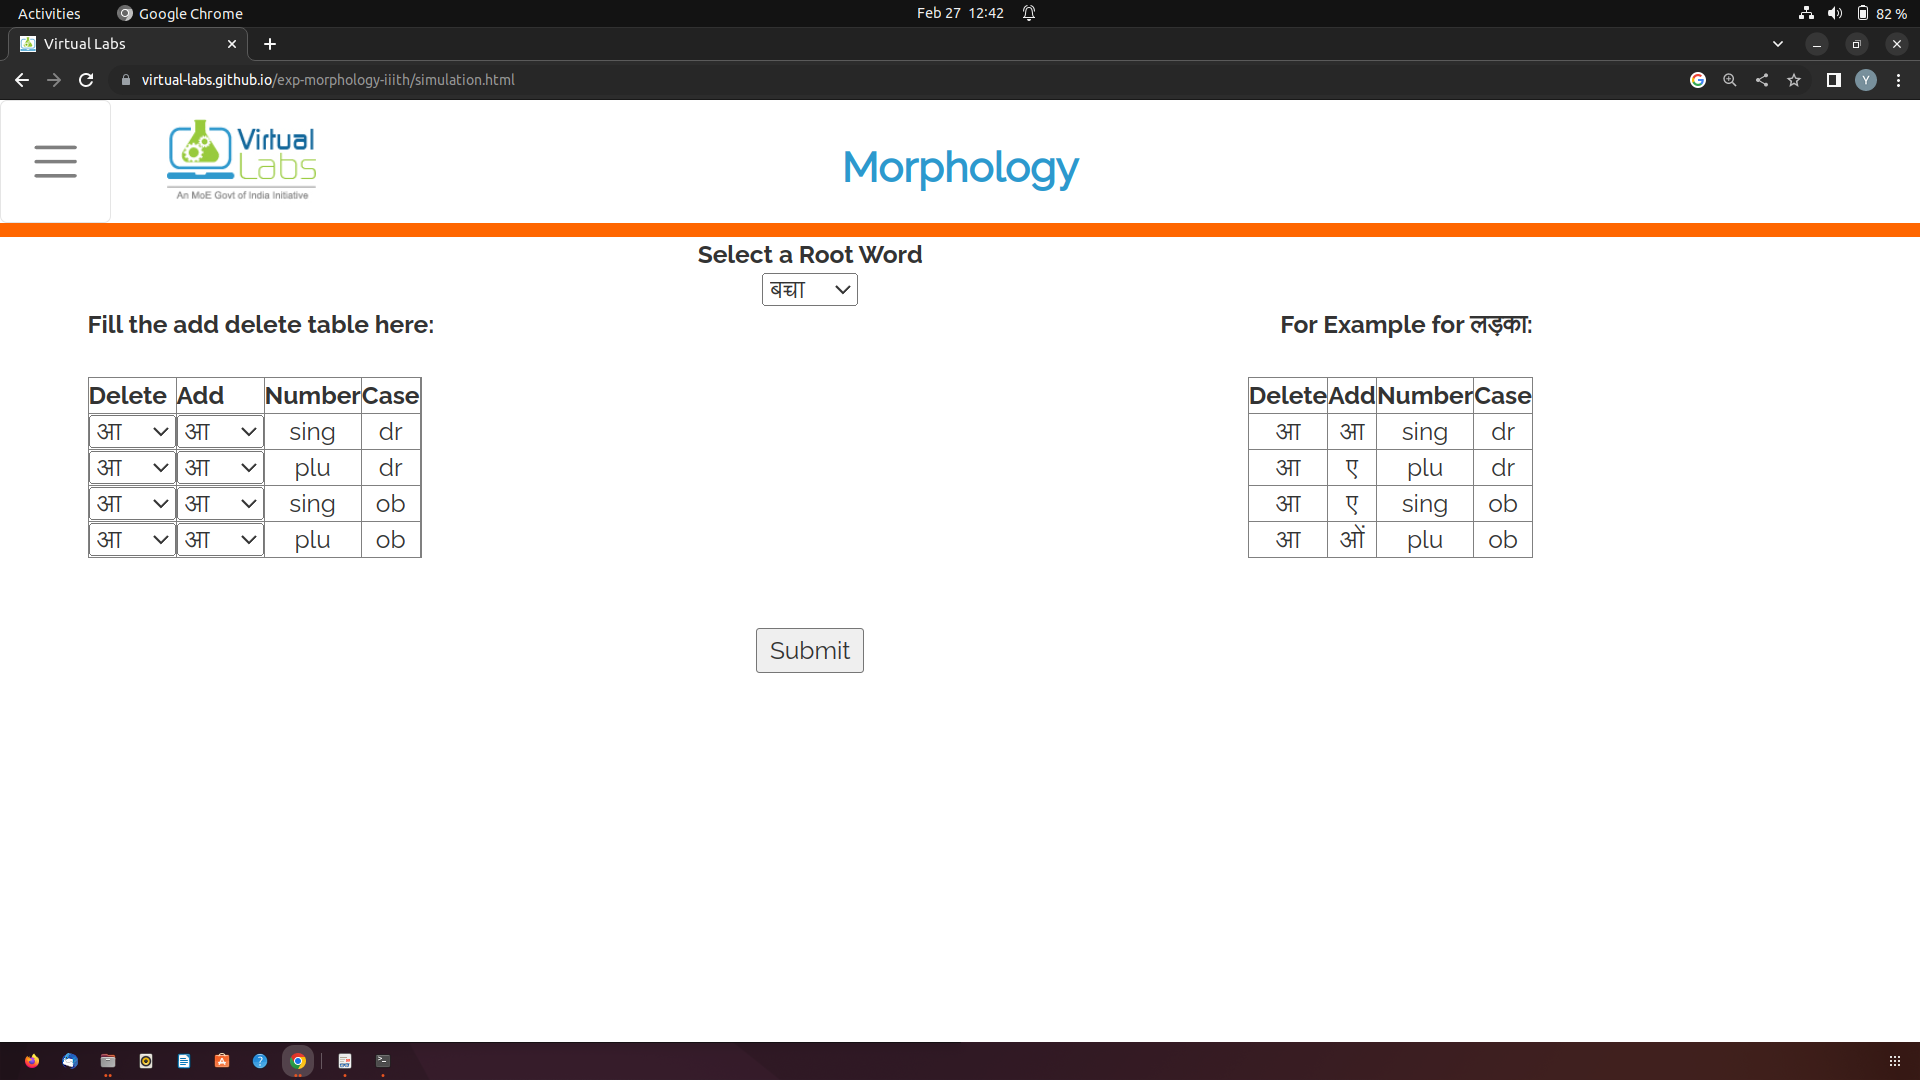 Activities Google Chrome Feb 27 12:42 82 %
Virtual Labs
virtual-labs.github.io/exp-morphology-iiith/simulation.html Y
Virtual
Labs
An MoE Govt of India Initiative
Morphology
Select a Root Word
बच्चा
Fill the add delete table here: For Example for लड़का:
Delete Add Number Case Delete Add Number Case
आ आ sing dr आ आ sing dr
आ आ plu dr आ ए plu dr
आ आ sing ob आ ए sing ob
आ आ plu ob आ ओं plu ob
Submit